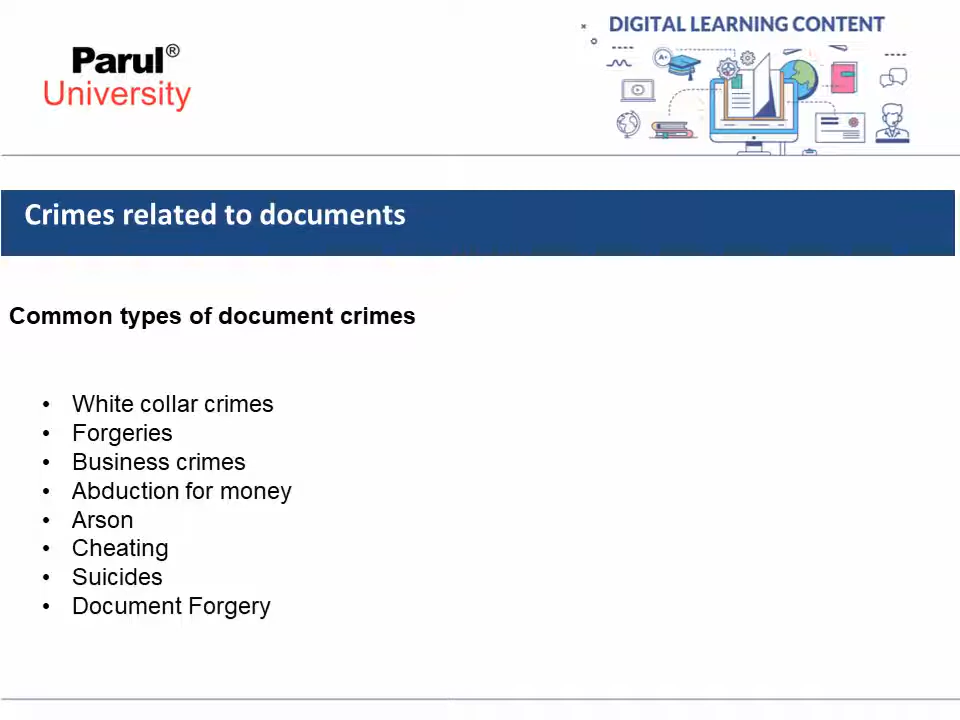 Parul®
University
DIGITAL LEARNING CONTENT
A+
Crimes related to documents
Common types of document crimes
• White collar crimes
• Forgeries
• Business crimes
• Abduction for money
• Arson
• Cheating
• Suicides
• Document Forgery